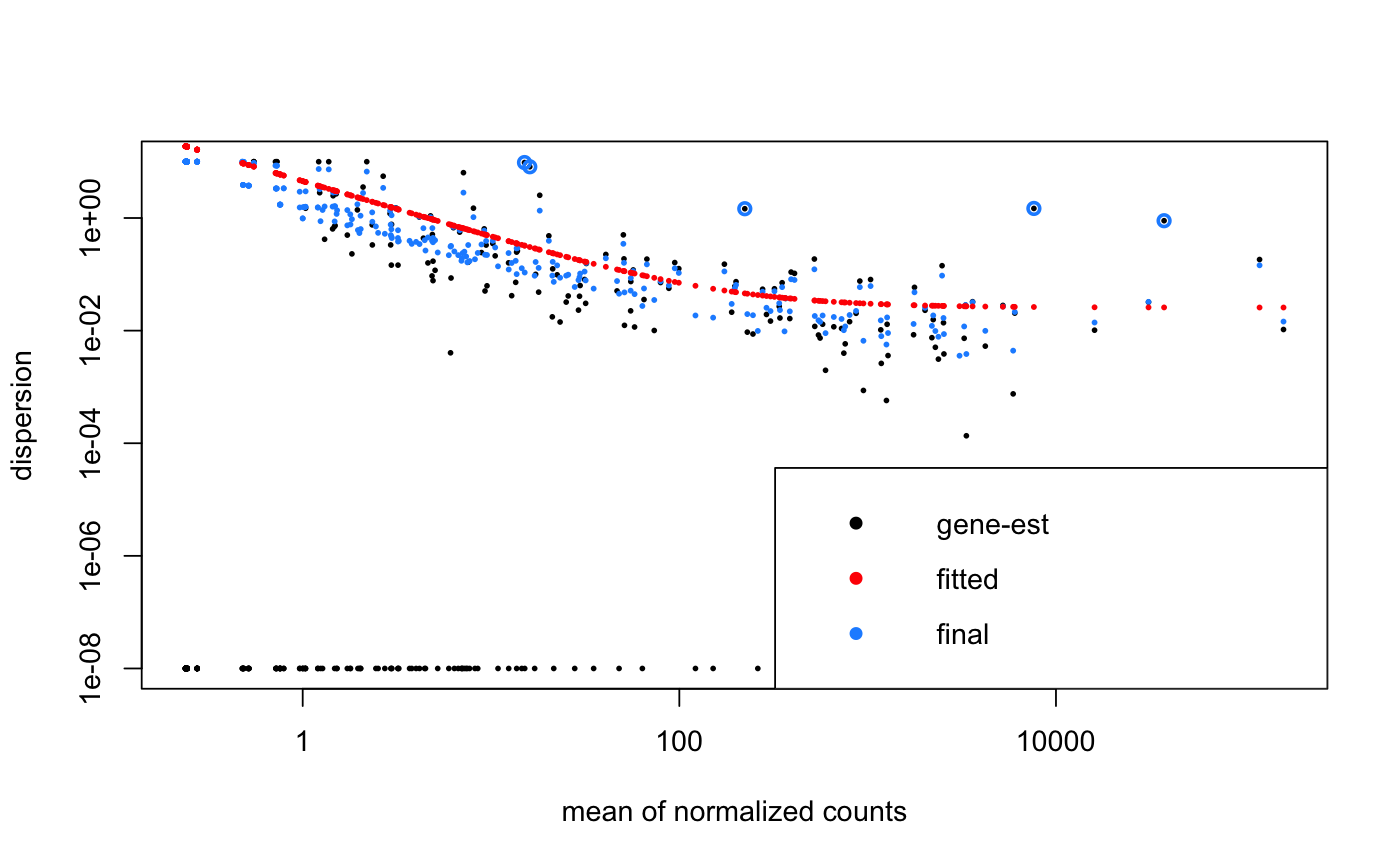 dispersion
1e+00
1e-02
1e-04
1e-06
1e-08
gene-est
fitted
final
1
100
10000
mean of normalized counts